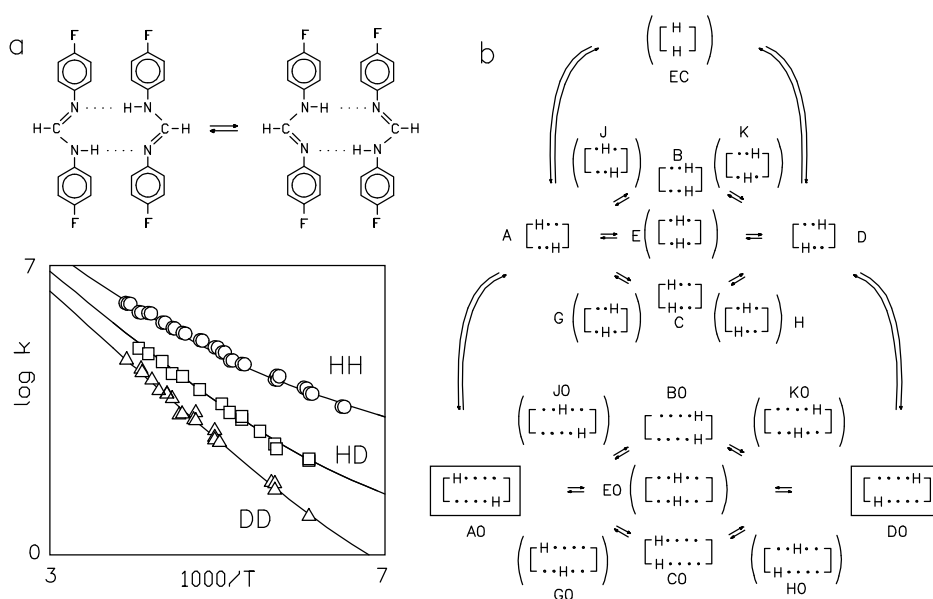 a
F F F F
N H-N N-H N
H-C C-H H-C C-H
N-H N N H-N
F F F F
7
log k
0
3 1000/T 7
HH
HD
DD
b
H
H
EC
J B K
H H H
H H H
A H H E H H H H D
H H H
H H H
G C H
J0 B0 K0
H H H
H H H
H H E0 H H H H
A0 D0
H H H
H H H
G0 C0 H0